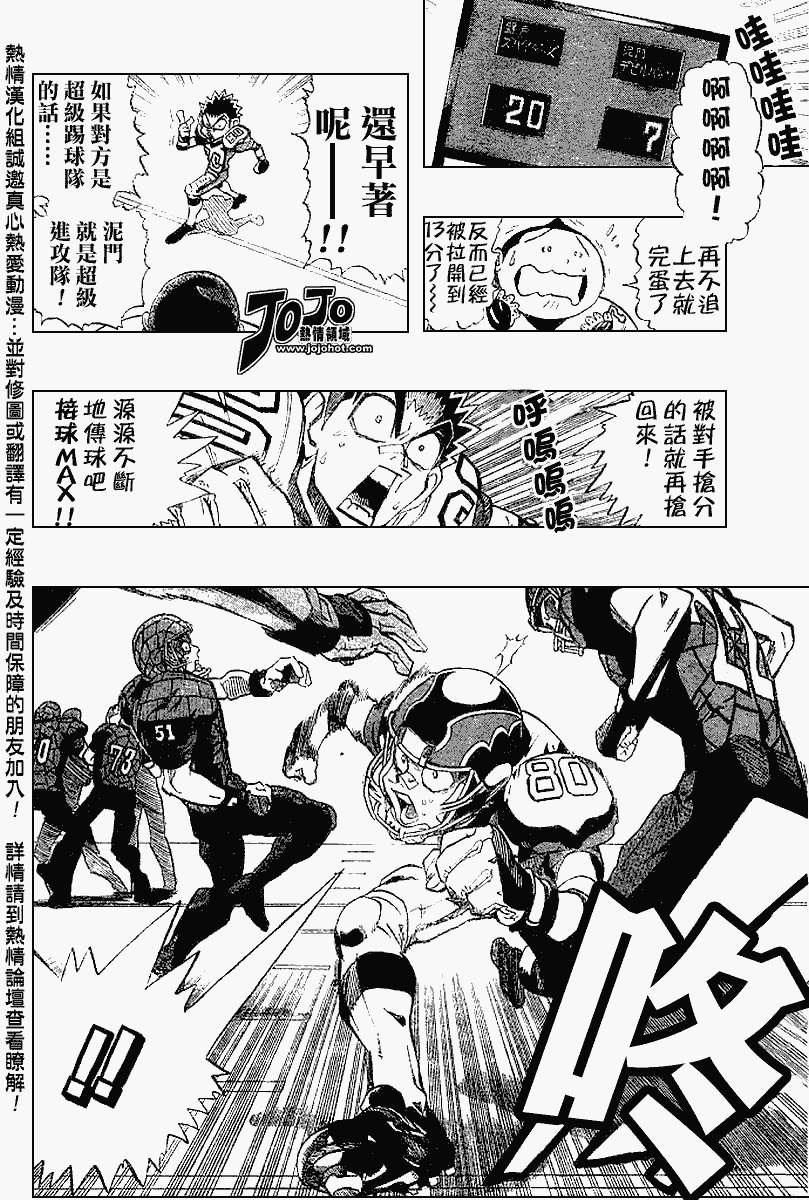 哇哇哇哇
啊啊啊啊!
20
7
再不追
上去就
完蛋了
反而已經
被拉開到
13分了~~
還早著
呢——!!
如果對方是
超級踢球隊
的話……
泥門
就是超級
進攻隊!
JOJO
熱情領域
www.jojohot.com
被對手搶分
的話就再搶
回來!
呼嗚嗚嗚
源源不斷
地傳球吧
接球MAX!!
51
73
0
80
咚
!!
熱情漢化組誠邀真心熱愛動漫…並對修圖或翻譯有一定經驗及時間保障的朋友加入! 詳情請到熱情論壇查看瞭解!